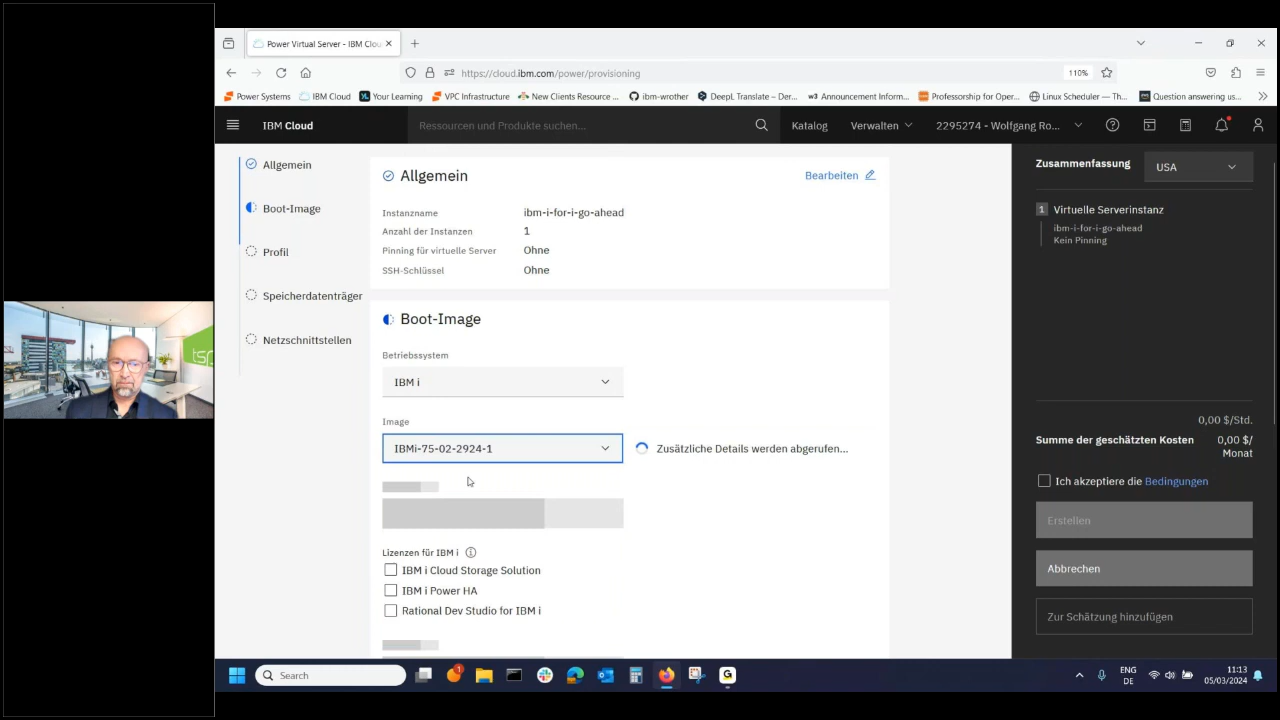 Power Virtual Server - IBM Clou
https://cloud.ibm.com/power/provisioning
110%
Power Systems
IBM Cloud
Your Learning
VPC Infrastructure
New Clients Resource ...
ibm-wrother
DeepL Translate – Der...
w3 Announcement Inform...
Professorship for Oper...
Linux Scheduler — Th...
Question answering us...
IBM Cloud
Ressourcen und Produkte suchen...
Katalog
Verwalten
2295274 - Wolfgang Ro...
Allgemein
Boot-Image
Profil
Speicherdatenträger
Netzschnittstellen
Allgemein
Bearbeiten
Instanzname ibm-i-for-i-go-ahead
Anzahl der Instanzen 1
Pinning für virtuelle Server Ohne
SSH-Schlüssel Ohne
Boot-Image
Betriebssystem
IBM i
Image
IBMi-75-02-2924-1
Zusätzliche Details werden abgerufen...
Lizenzen für IBM i
IBM i Cloud Storage Solution
IBM i Power HA
Rational Dev Studio for IBM i
Zusammenfassung
USA
1 Virtuelle Serverinstanz
ibm-i-for-i-go-ahead
Kein Pinning
0,00 $/Std.
Summe der geschätzten Kosten 0,00 $/
Monat
Ich akzeptiere die Bedingungen
Erstellen
Abbrechen
Zur Schätzung hinzufügen
tsp
Search
1
ENG
DE
11:13
05/03/2024